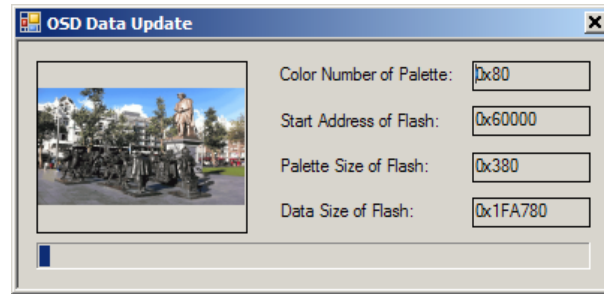 OSD Data Update
Color Number of Palette: 0x80
Start Address of Flash: 0x60000
Palette Size of Flash: 0x380
Data Size of Flash: 0x1FA780